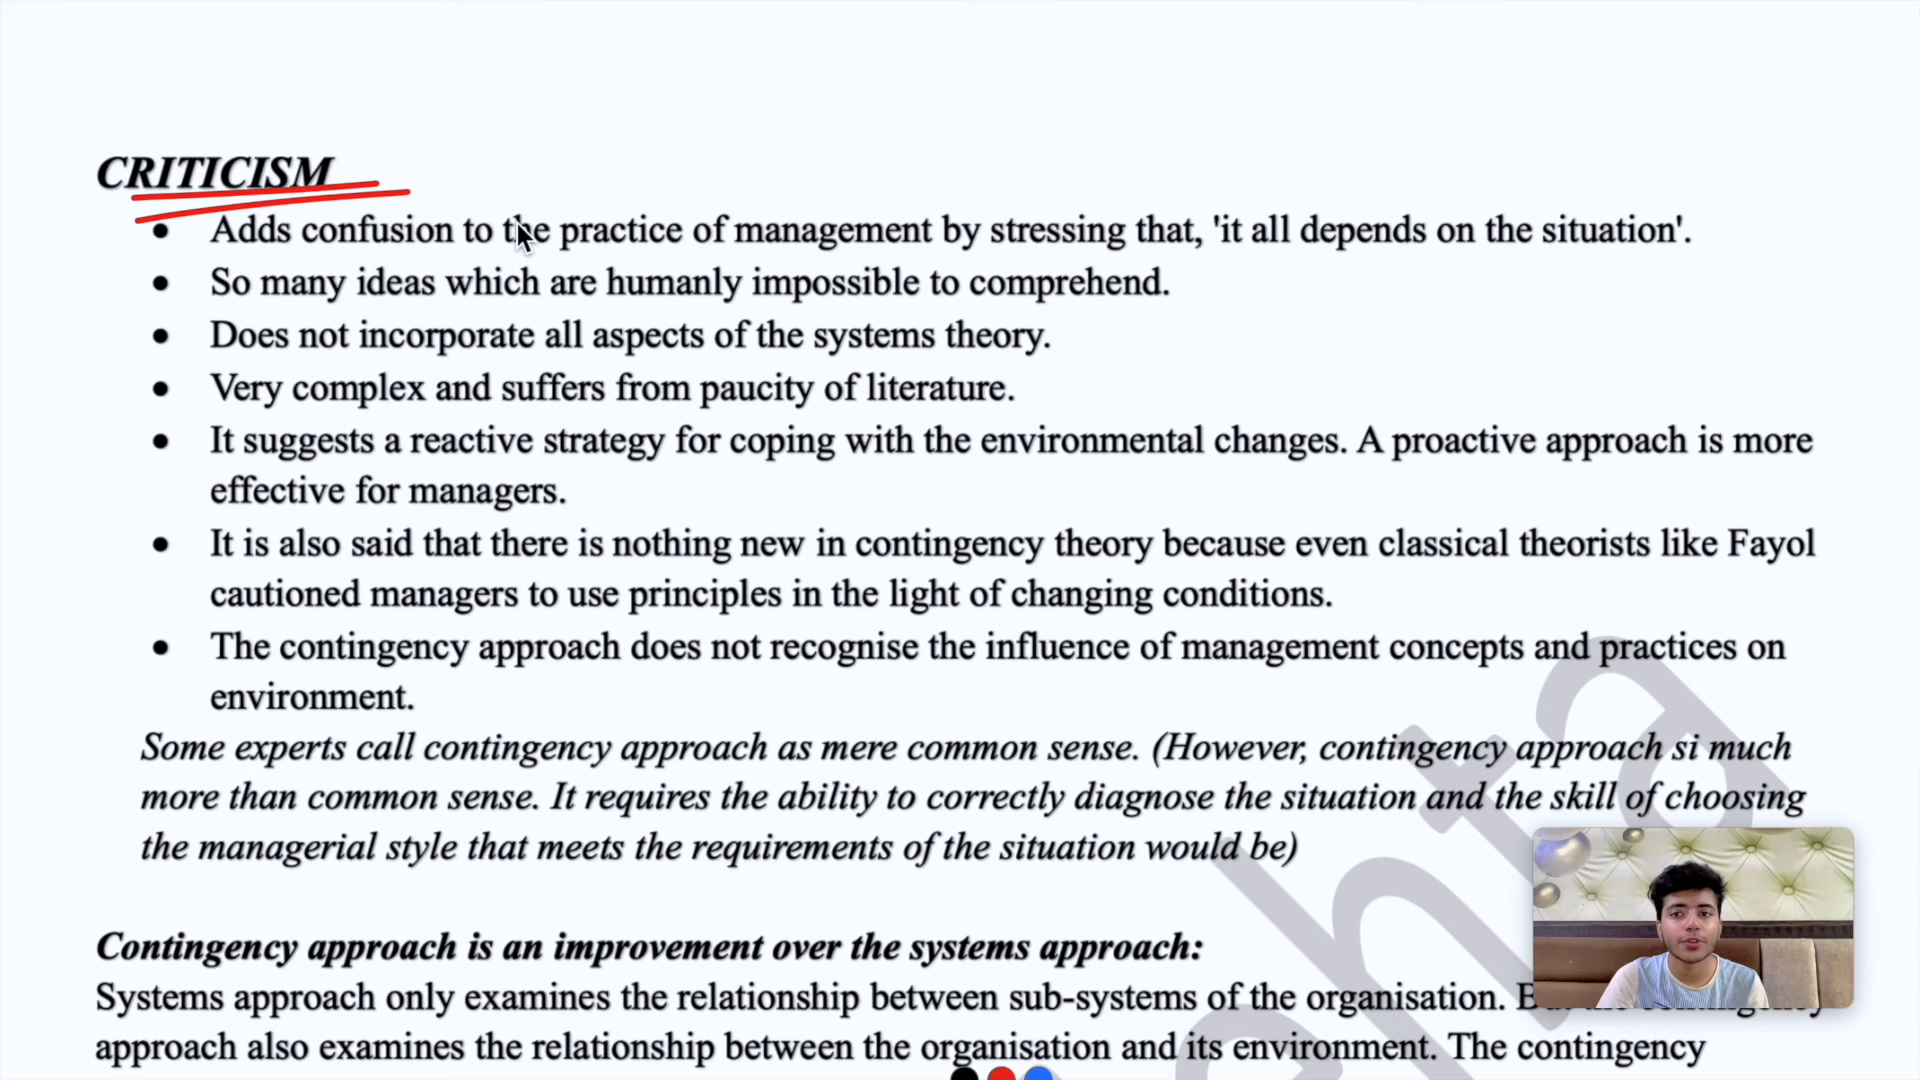 CRITICISM
• Adds confusion to the practice of management by stressing that, 'it all depends on the situation'.
• So many ideas which are humanly impossible to comprehend.
• Does not incorporate all aspects of the systems theory.
• Very complex and suffers from paucity of literature.
• It suggests a reactive strategy for coping with the environmental changes. A proactive approach is more
effective for managers.
• It is also said that there is nothing new in contingency theory because even classical theorists like Fayol
cautioned managers to use principles in the light of changing conditions.
• The contingency approach does not recognise the influence of management concepts and practices on
environment.
Some experts call contingency approach as mere common sense. (However, contingency approach si much
more than common sense. It requires the ability to correctly diagnose the situation and the skill of choosing
the managerial style that meets the requirements of the situation would be)
Contingency approach is an improvement over the systems approach:
Systems approach only examines the relationship between sub-systems of the organisation.
approach also examines the relationship between the organisation and its environment. The contingency